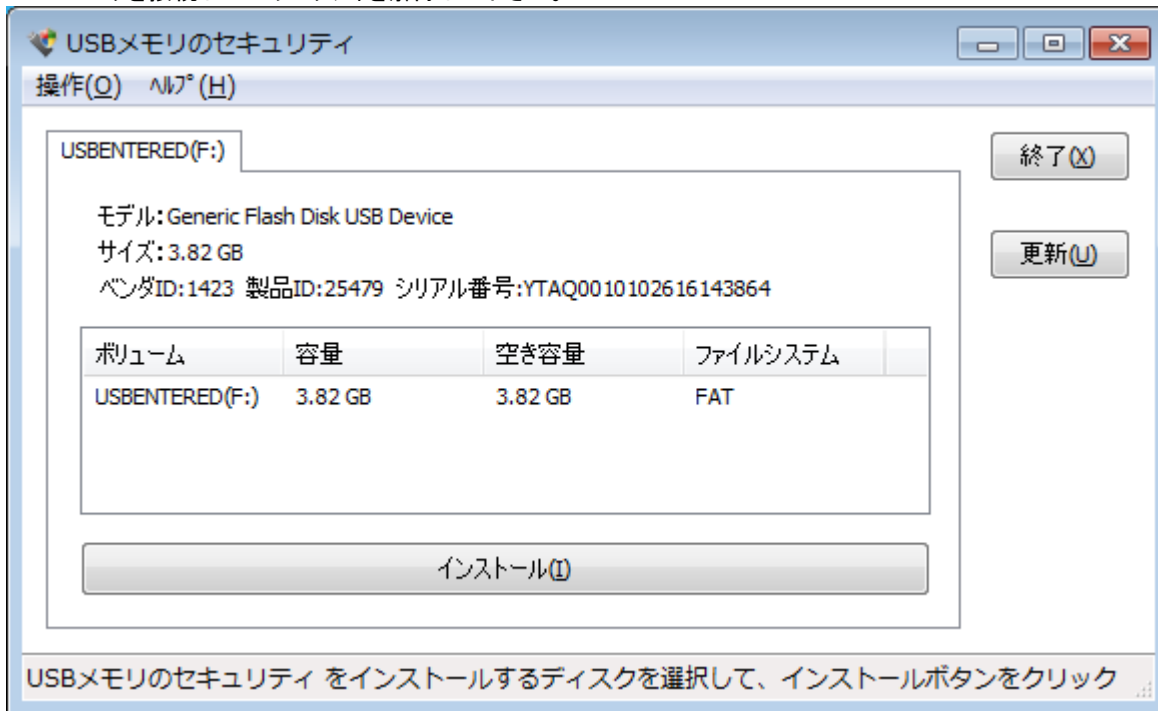 USBメモリのセキュリティ
操作(O) ヘルプ(H)
USBENTERED(F:)
終了(X)
モデル:Generic Flash Disk USB Device
サイズ:3.82 GB
更新(U)
ベンダID:1423 製品ID:25479 シリアル番号:YTAQ0010102616143864
ボリューム 容量 空き容量 ファイルシステム
USBENTERED(F:) 3.82 GB 3.82 GB FAT
インストール(I)
USBメモリのセキュリティ をインストールするディスクを選択して、インストールボタンをクリック